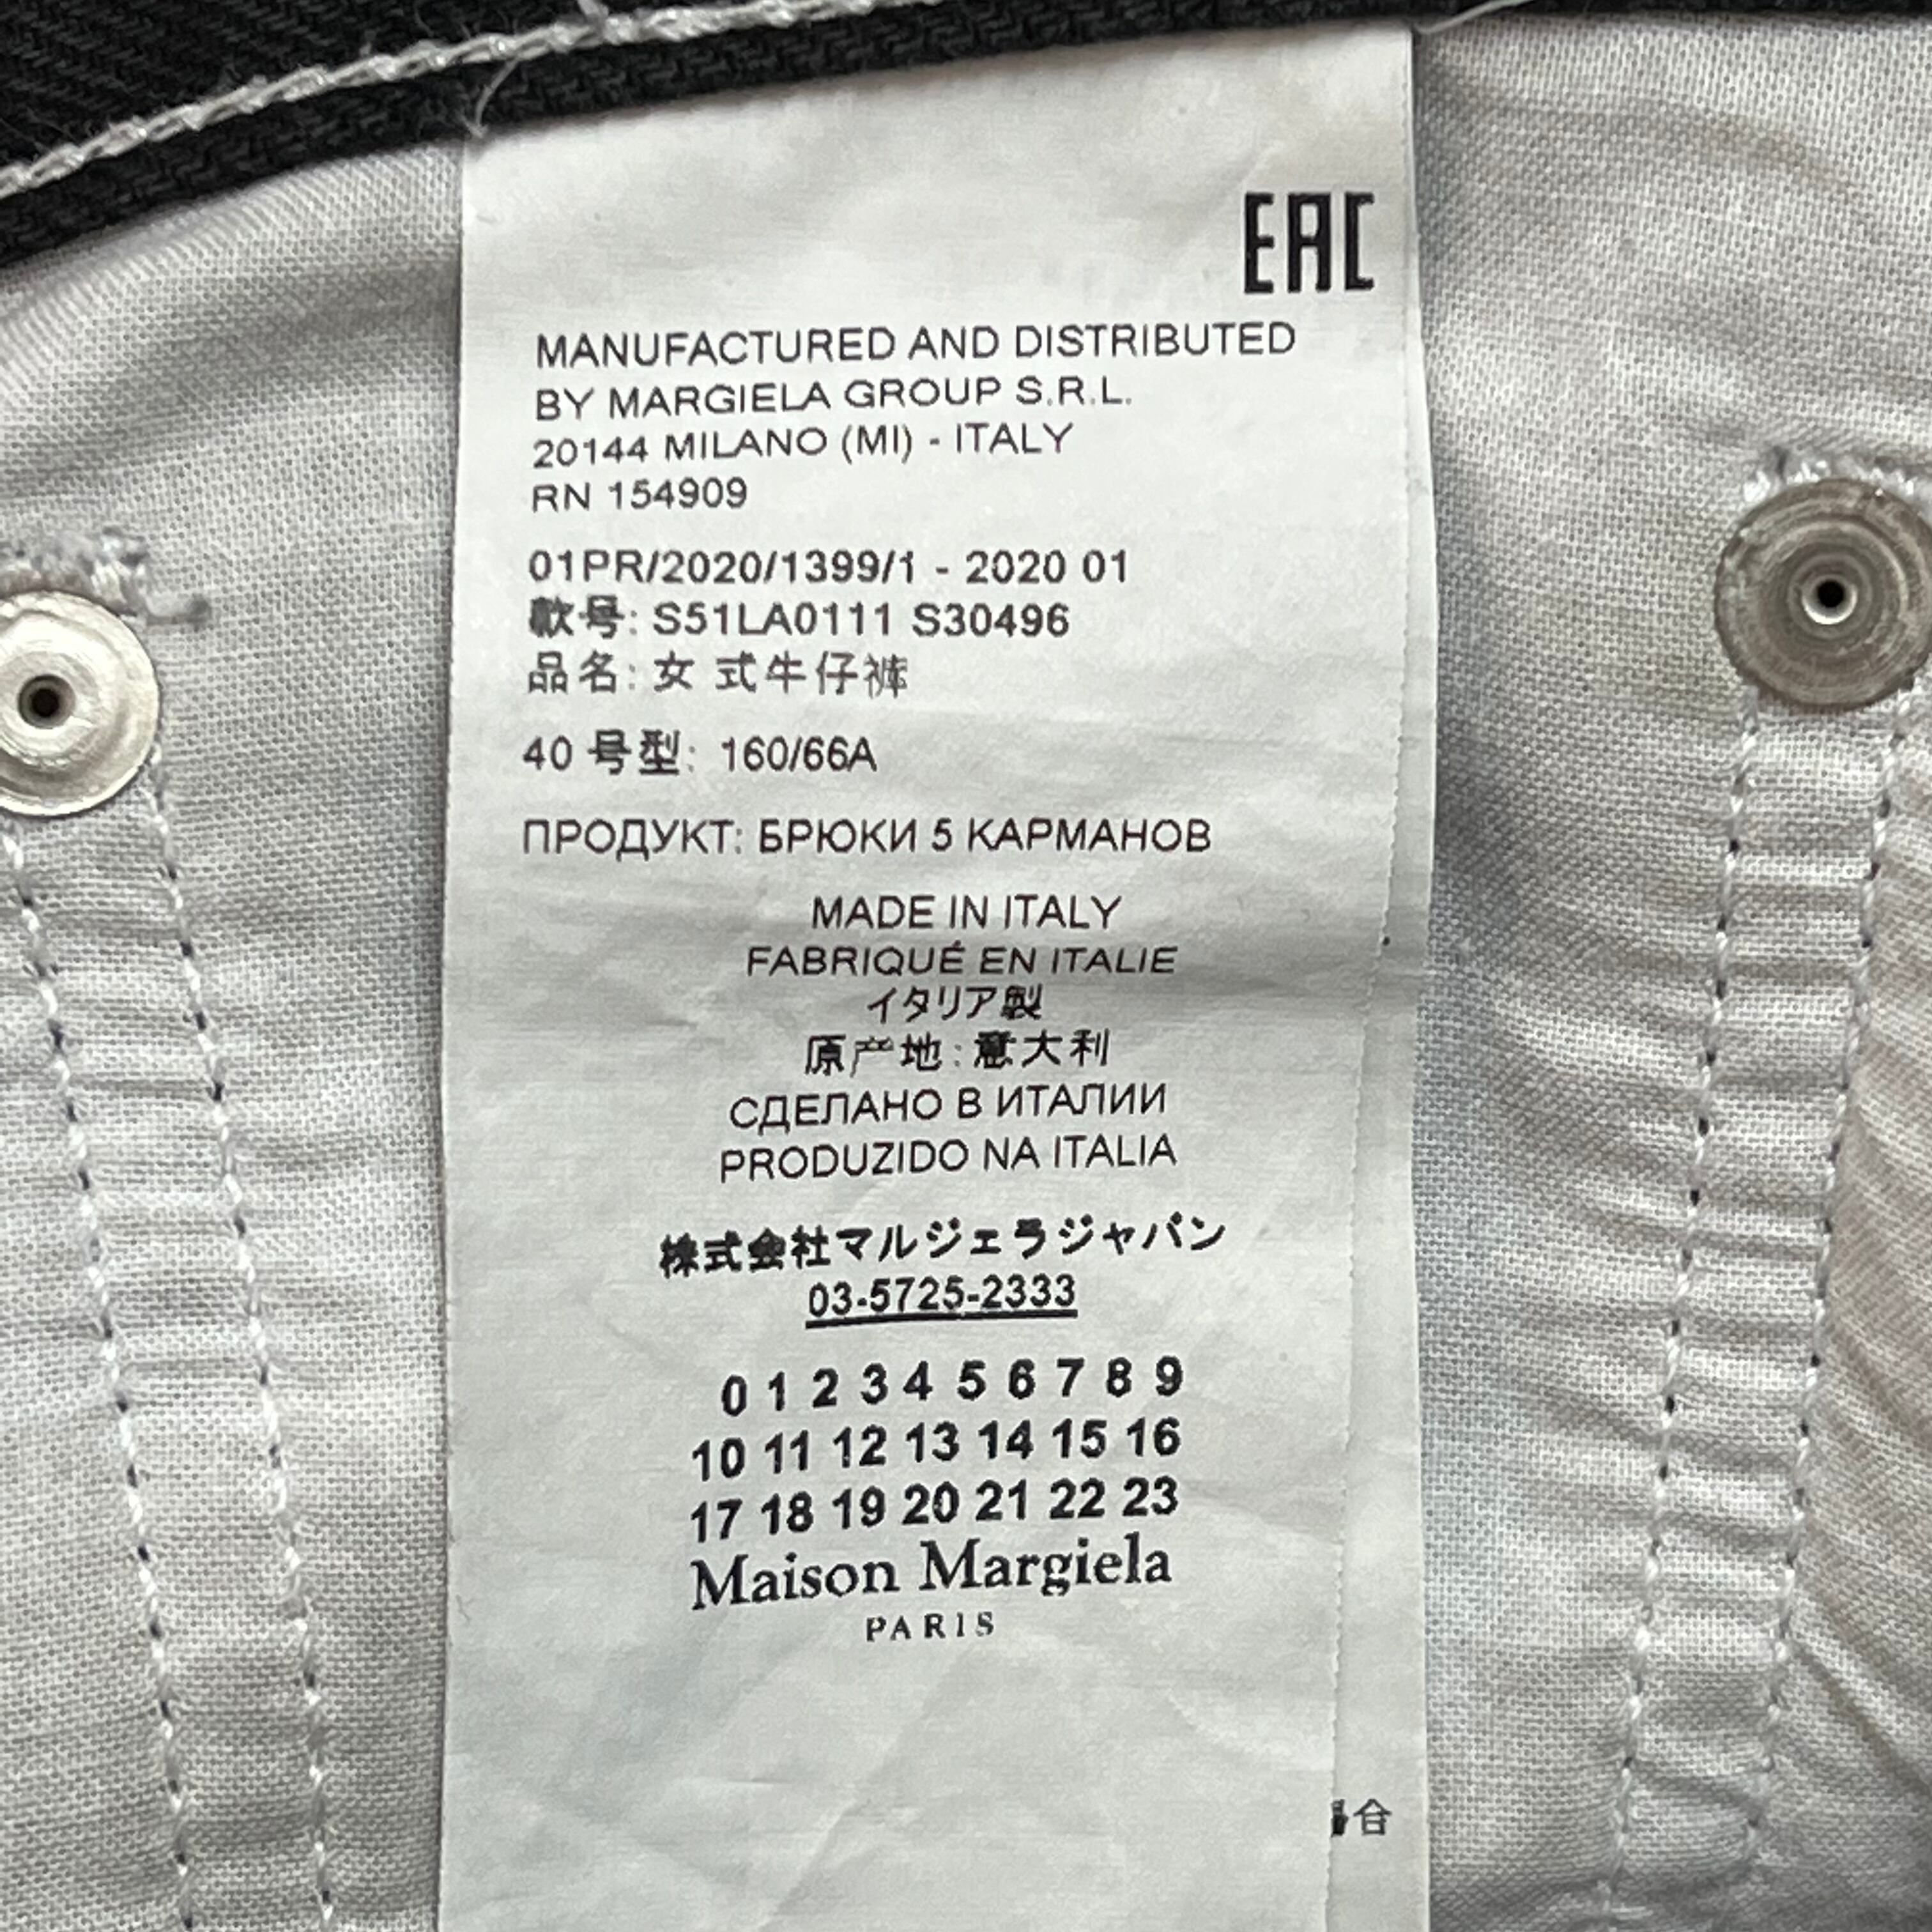 EAC
MANUFACTURED AND DISTRIBUTED
BY MARGIELA GROUP S.R.L.
20144 MILANO (MI) - ITALY
RN 154909
01PR/2020/1399/1 - 2020 01
款号: S51LA0111 S30496
品名: 女 式牛仔裤
40 号型: 160/66A
ПРОДУКТ: БРЮКИ 5 КАРМАНОВ
MADE IN ITALY
FABRIQUÉ EN ITALIE
イタリア製
原产地: 意大利
СДЕЛАНО В ИТАЛИИ
PRODUZIDO NA ITALIA
株式会社マルジェラジャパン
03-5725-2333
0 1 2 3 4 5 6 7 8 9
10 11 12 13 14 15 16
17 18 19 20 21 22 23
Maison Margiela
PARIS
合